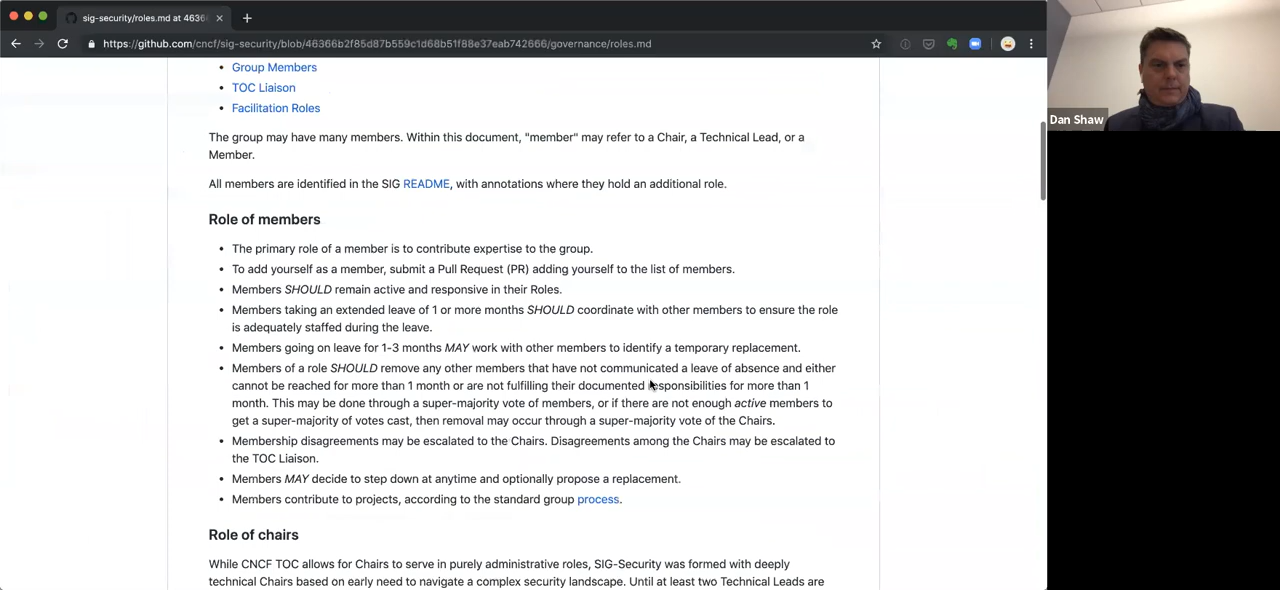 sig-security/roles.md at 4636
https://github.com/cncf/sig-security/blob/46366b2f85d87b559c1d68b51f88e37eab742666/governance/roles.md
Dan Shaw
• Group Members
• TOC Liaison
• Facilitation Roles
The group may have many members. Within this document, "member" may refer to a Chair, a Technical Lead, or a
Member.
All members are identified in the SIG README, with annotations where they hold an additional role.
Role of members
• The primary role of a member is to contribute expertise to the group.
• To add yourself as a member, submit a Pull Request (PR) adding yourself to the list of members.
• Members SHOULD remain active and responsive in their Roles.
• Members taking an extended leave of 1 or more months SHOULD coordinate with other members to ensure the role
is adequately staffed during the leave.
• Members going on leave for 1-3 months MAY work with other members to identify a temporary replacement.
• Members of a role SHOULD remove any other members that have not communicated a leave of absence and either
cannot be reached for more than 1 month or are not fulfilling their documented responsibilities for more than 1
month. This may be done through a super-majority vote of members, or if there are not enough active members to
get a super-majority of votes cast, then removal may occur through a super-majority vote of the Chairs.
• Membership disagreements may be escalated to the Chairs. Disagreements among the Chairs may be escalated to
the TOC Liaison.
• Members MAY decide to step down at anytime and optionally propose a replacement.
• Members contribute to projects, according to the standard group process.
Role of chairs
While CNCF TOC allows for Chairs to serve in purely administrative roles, SIG-Security was formed with deeply
technical Chairs based on early need to navigate a complex security landscape. Until at least two Technical Leads are